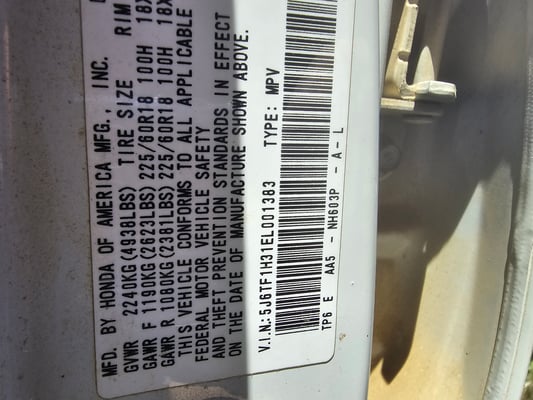 MFD. BY HONDA OF AMERICA MFG., INC.
GVWR 2240KG(4938LBS) TIRE SIZE RIM
GAWR F 1190KG(2623LBS) 225/60R18 100H 18X
GAWR R 1090KG(2381LBS) 225/60R18 100H 18X
THIS VEHICLE CONFORMS TO ALL APPLICABLE
FEDERAL MOTOR VEHICLE SAFETY
AND THEFT PREVENTION STANDARDS IN EFFECT
ON THE DATE OF MANUFACTURE SHOWN ABOVE.
V.I.N.: 5J6TF1H31EL001383 TYPE: MPV
TP6 E AA5 - NH603P - A - L